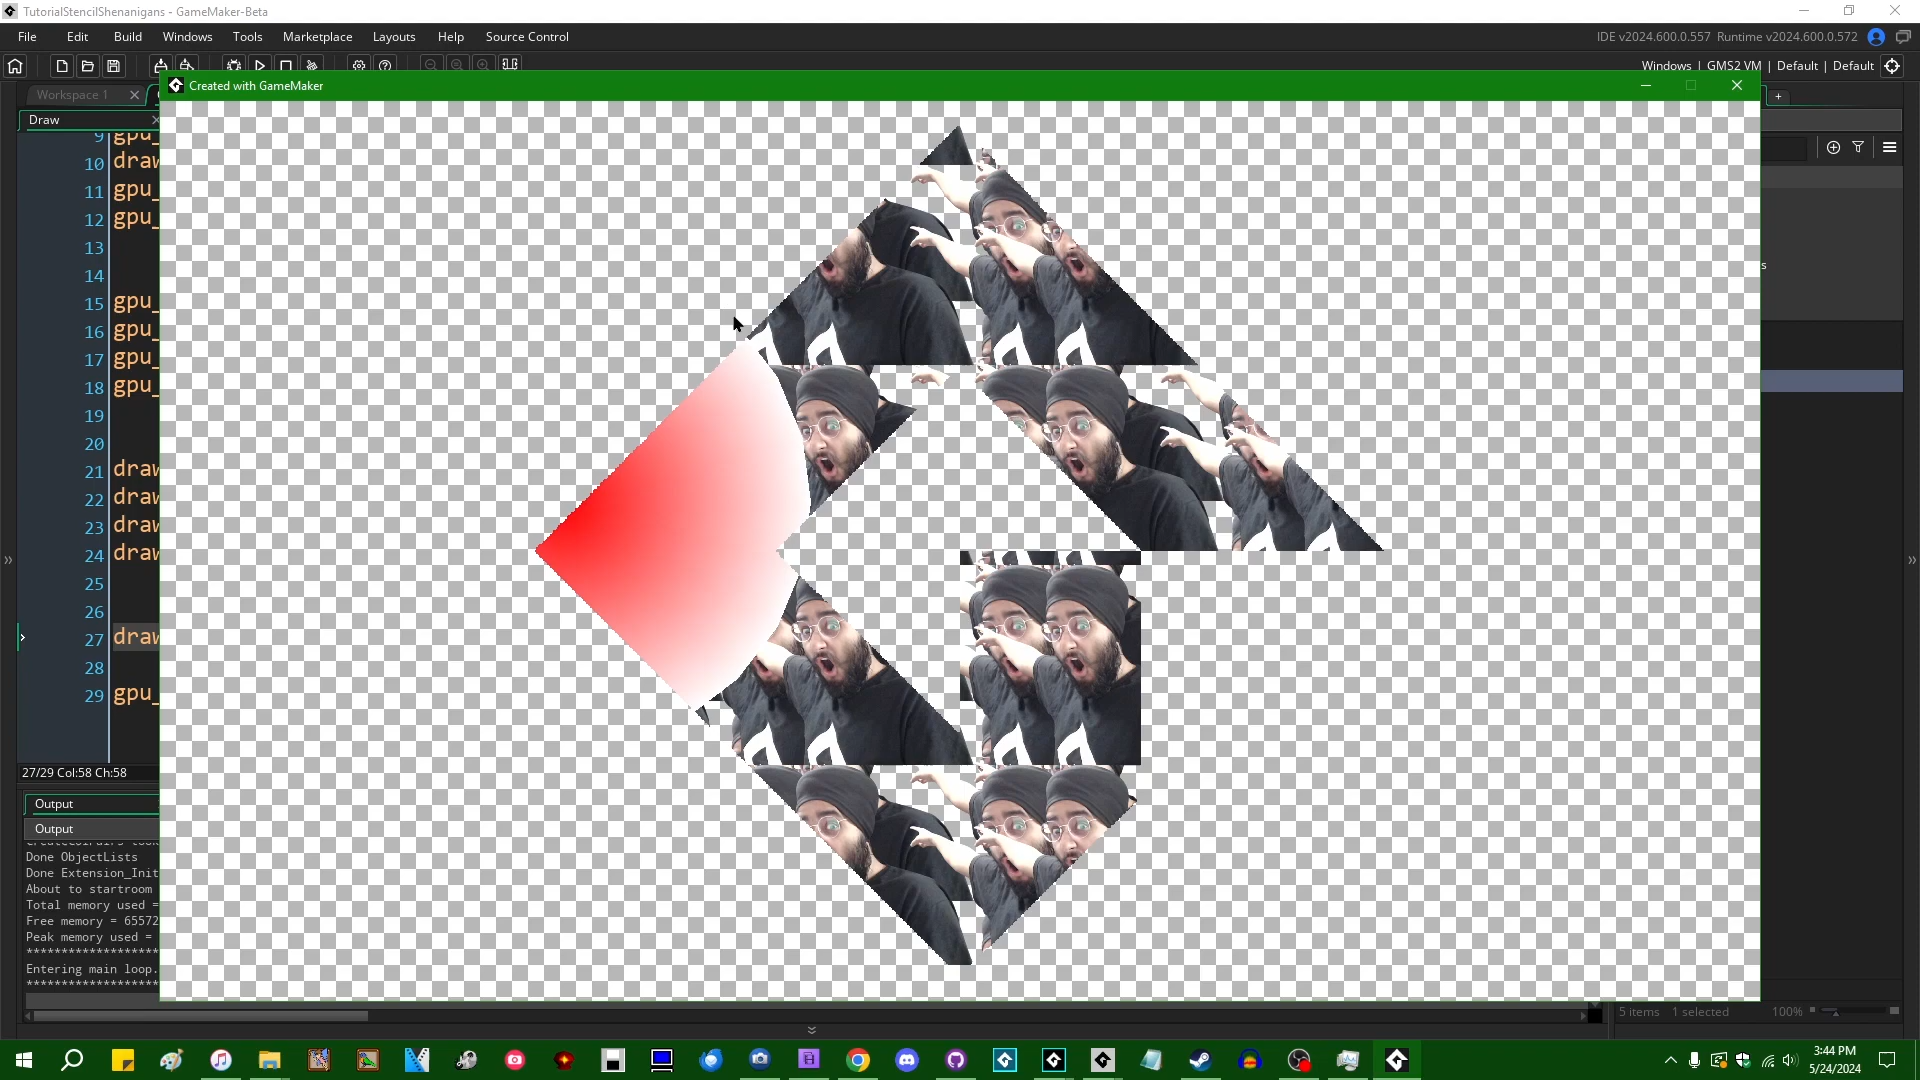 TutorialStencilShenanigans - GameMaker-Beta
File Edit Build Windows Tools Marketplace Layouts Help Source Control
IDE v2024.600.0.557 Runtime v2024.600.0.572
Windows | GMS2 VM | Default | Default
Workspace 1
Created with GameMaker
Draw
9 gpu_
10 draw
11 gpu_
12 gpu_
13
14
15 gpu_
16 gpu_
17 gpu_
18 gpu_
19
20
21 draw
22 draw
23 draw
24 draw
25
26
27 draw
28
29 gpu_
s
27/29 Col:58 Ch:58
Output
Output
Done ObjectLists
Done Extension_Init
About to startroom
Total memory used =
Free memory = 65572
Peak memory used =
********************
Entering main loop.
********************
5 items 1 selected 100%
3:44 PM
5/24/2024